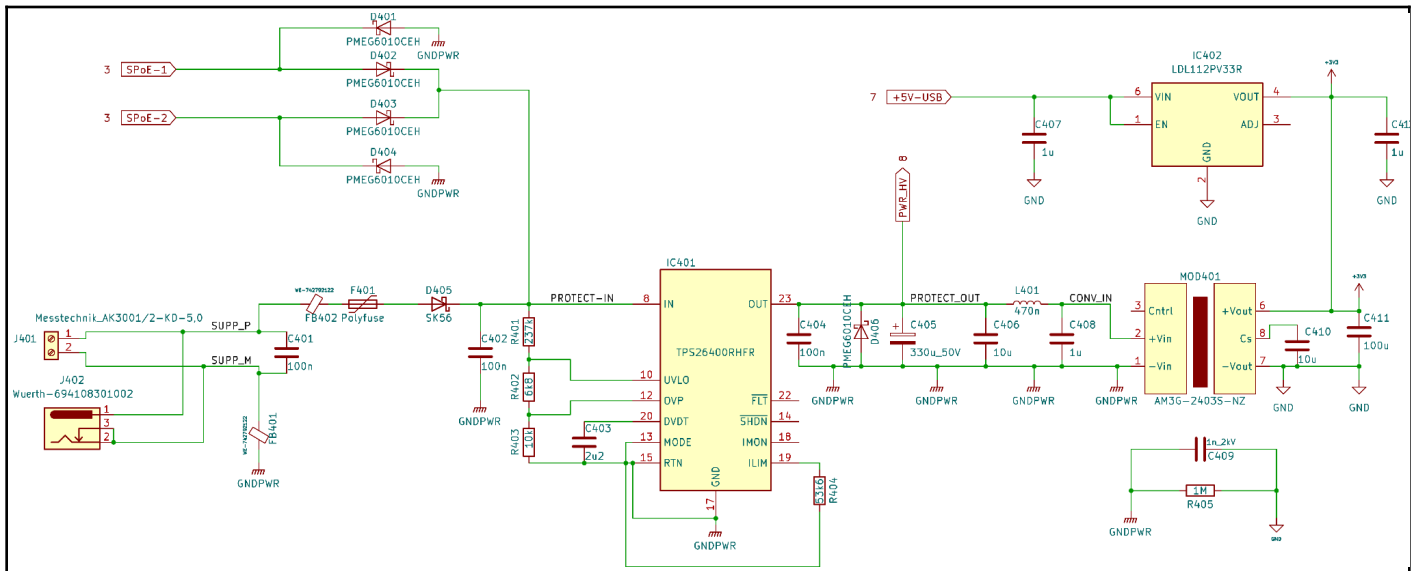 D401
PMEG6010CEH
GNDPWR
D402
3 SPoE-1
PMEG6010CEH
D403
3 SPoE-2
PMEG6010CEH
D404
PMEG6010CEH
GNDPWR
IC402
LDL112PV33R
+3V3
7 +5V-USB
6 VIN VOUT 4
1 EN ADJ 3
GND
2
C407
1u
GND
GND
1u
GND
8
PWR_HV
IC401
WE-742792122
F401
D405
FB402 Polyfuse
SK56
PROTECT-IN
8 IN OUT 23
PROTECT_OUT
L401
470n
CONV_IN
MOD401
+3V3
Messtechnik_AK3001/2-KD-5,0
SUPP_P
J401
1
2
SUPP_M
C401
100n
J402
Wuerth-694108301002
1
3
2
FB401
GNDPWR
C402
100n
GNDPWR
R401
237k
R402
6k8
R403
10k
C403
2u2
TPS26400RHFR
10 UVLO
12 OVP
20 DVDT
13 MODE
15 RTN
FLT 22
SHDN 14
IMON 18
ILIM 19
GND
17
GNDPWR
53k6
R404
C404
100n
PMEG6010CEH
D406
C405
330u_50V
C406
10u
C408
1u
GNDPWR
GNDPWR
GNDPWR
GNDPWR
3 Cntrl
2 +Vin
1 -Vin
+Vout 6
Cs 8
-Vout 7
AM3G-2403S-NZ
C410
10u
C411
100u
GND
GND
1n_2kV
C409
1M
R405
GNDPWR
GND